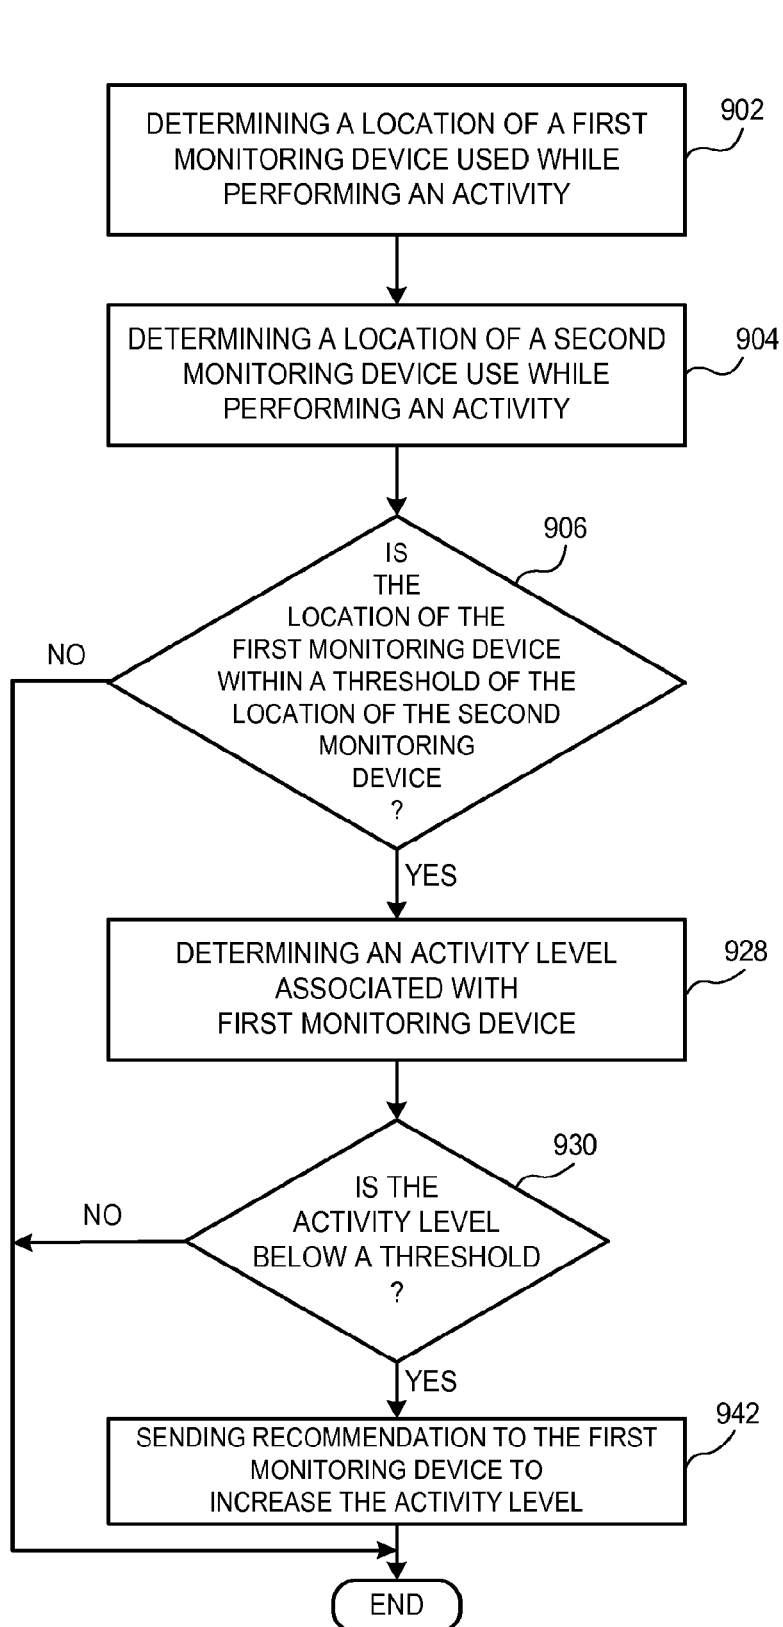 902
DETERMINING A LOCATION OF A FIRST
MONITORING DEVICE USED WHILE
PERFORMING AN ACTIVITY
904
DETERMINING A LOCATION OF A SECOND
MONITORING DEVICE USE WHILE
PERFORMING AN ACTIVITY
906
IS
THE
LOCATION OF THE
FIRST MONITORING DEVICE
WITHIN A THRESHOLD OF THE
LOCATION OF THE SECOND
MONITORING
DEVICE
?
NO
YES
928
DETERMINING AN ACTIVITY LEVEL
ASSOCIATED WITH
FIRST MONITORING DEVICE
930
IS THE
ACTIVITY LEVEL
BELOW A THRESHOLD
?
NO
YES
942
SENDING RECOMMENDATION TO THE FIRST
MONITORING DEVICE TO
INCREASE THE ACTIVITY LEVEL
END